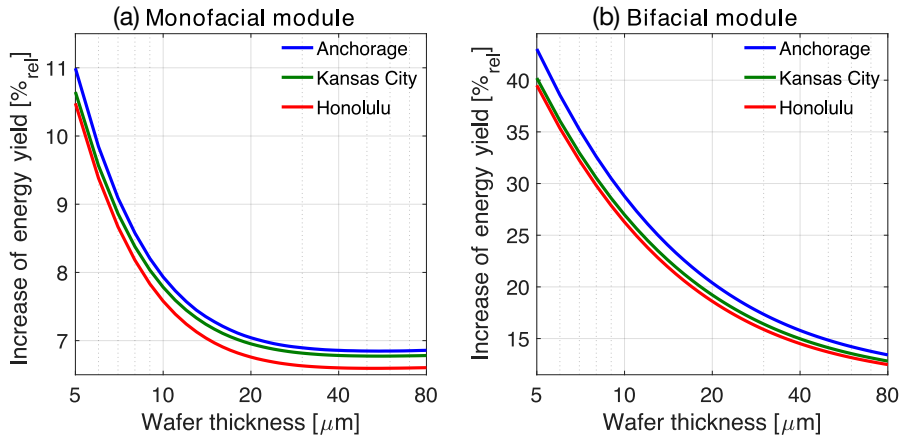 (a) Monofacial module
Increase of energy yield [%rel]
11
10
9
8
7
Anchorage
Kansas City
Honolulu
5
10
20
40
80
Wafer thickness [μm]
(b) Bifacial module
Increase of energy yield [%rel]
40
35
30
25
20
15
Anchorage
Kansas City
Honolulu
5
10
20
40
80
Wafer thickness [μm]